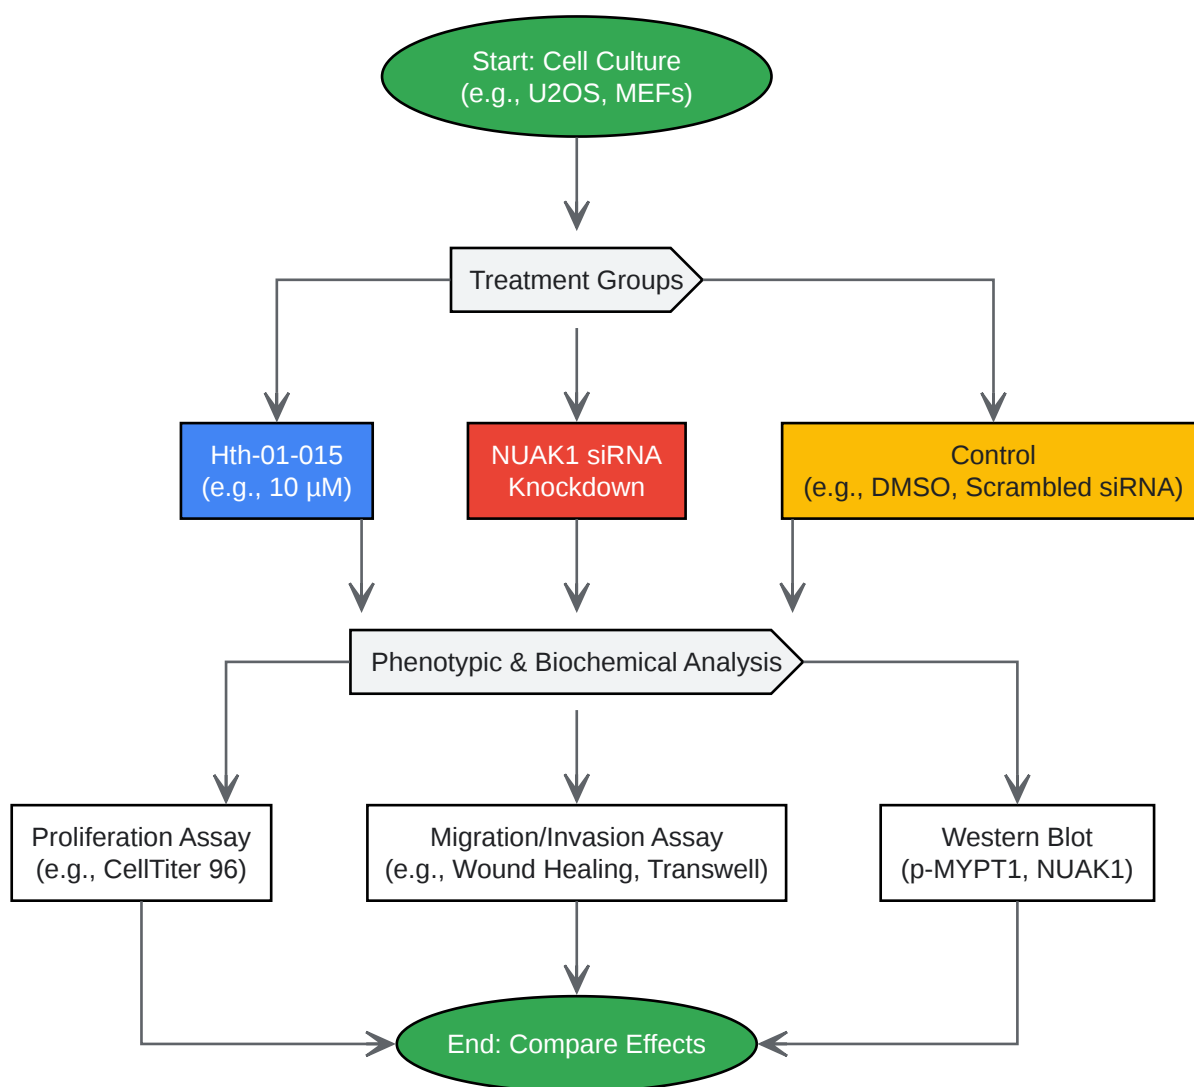 Start: Cell Culture
(e.g., U2OS, MEFs)
Treatment Groups
Hth-01-015
(e.g., 10 µM)
NUAK1 siRNA
Knockdown
Control
(e.g., DMSO, Scrambled siRNA)
Phenotypic & Biochemical Analysis
Proliferation Assay
(e.g., CellTiter 96)
Migration/Invasion Assay
(e.g., Wound Healing, Transwell)
Western Blot
(p-MYPT1, NUAK1)
End: Compare Effects